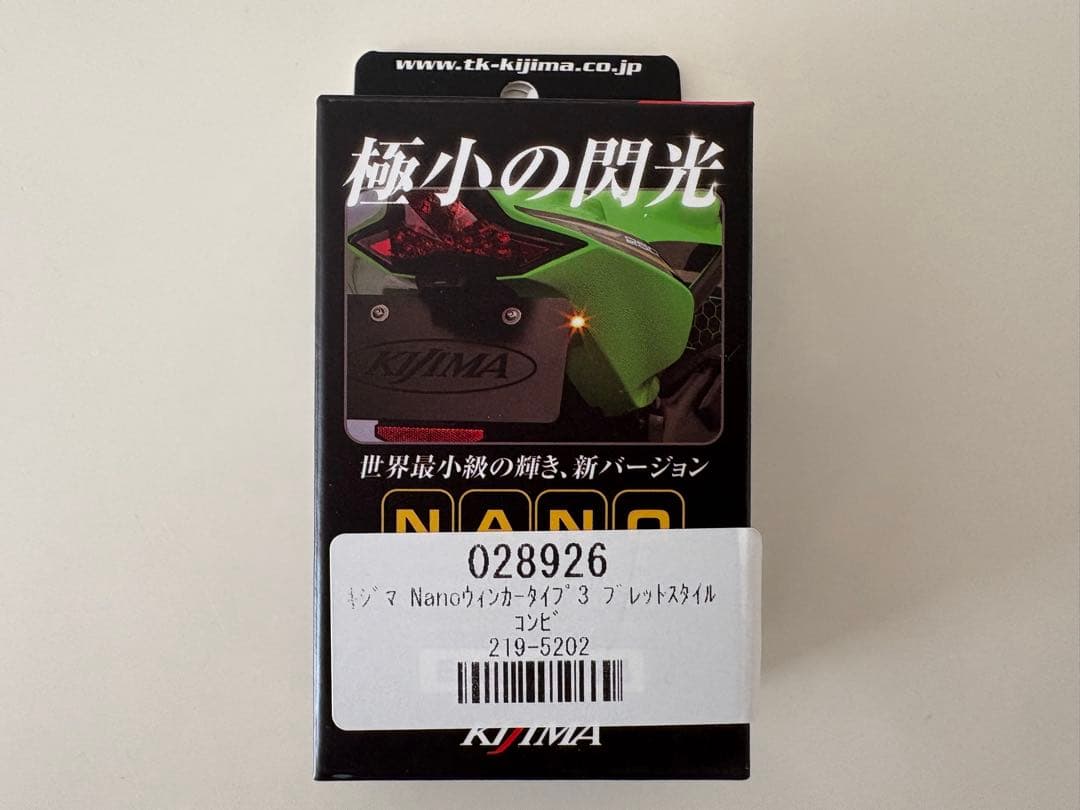 www.tk-kijima.co.jp
極小の閃光
250
KIJIMA
世界最小級の輝き、新バージョン
NANO
028926
ｷｼﾞﾏ Nanoｳｨﾝｶｰﾀｲﾌﾟ3 ﾌﾞﾚｯﾄｽﾀｲﾙ
ｺﾝﾋﾞ
219-5202
KIJIMA